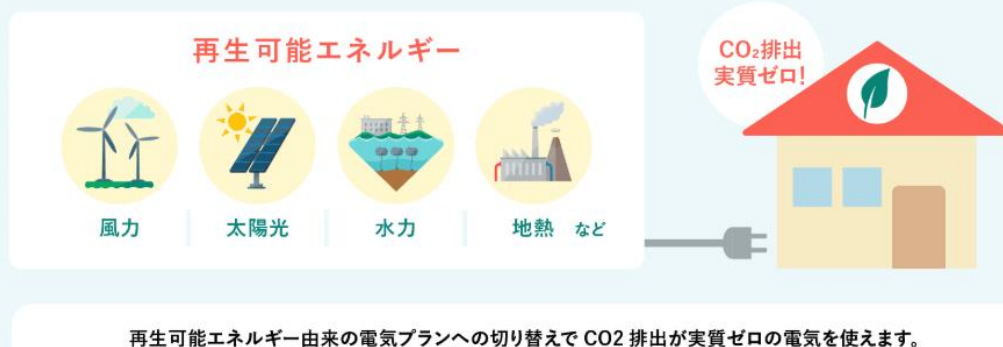 再生可能エネルギー
CO₂排出
実質ゼロ!
風力
太陽光
水力
地熱 など
再生可能エネルギー由来の電気プランへの切り替えで CO2 排出が実質ゼロの電気を使えます。